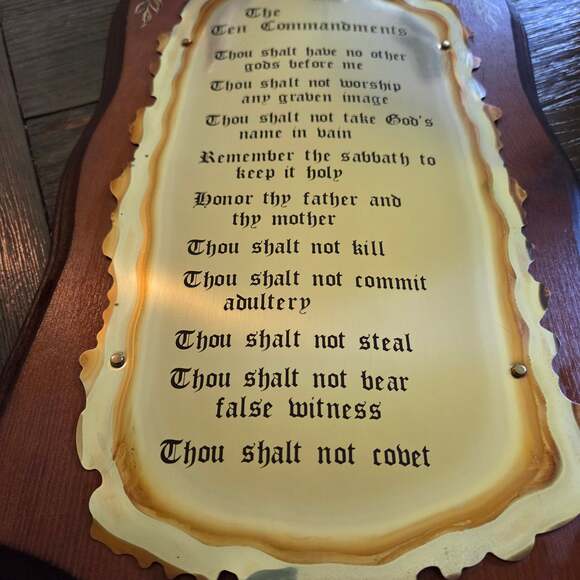 The
Ten Commandments
Thou shalt have no other
gods before me
Thou shalt not worship
any graven image
Thou shalt not take God's
name in vain
Remember the sabbath to
keep it holy
Honor thy father and
thy mother
Thou shalt not kill
Thou shalt not commit
adultery
Thou shalt not steal
Thou shalt not bear
false witness
Thou shalt not covet